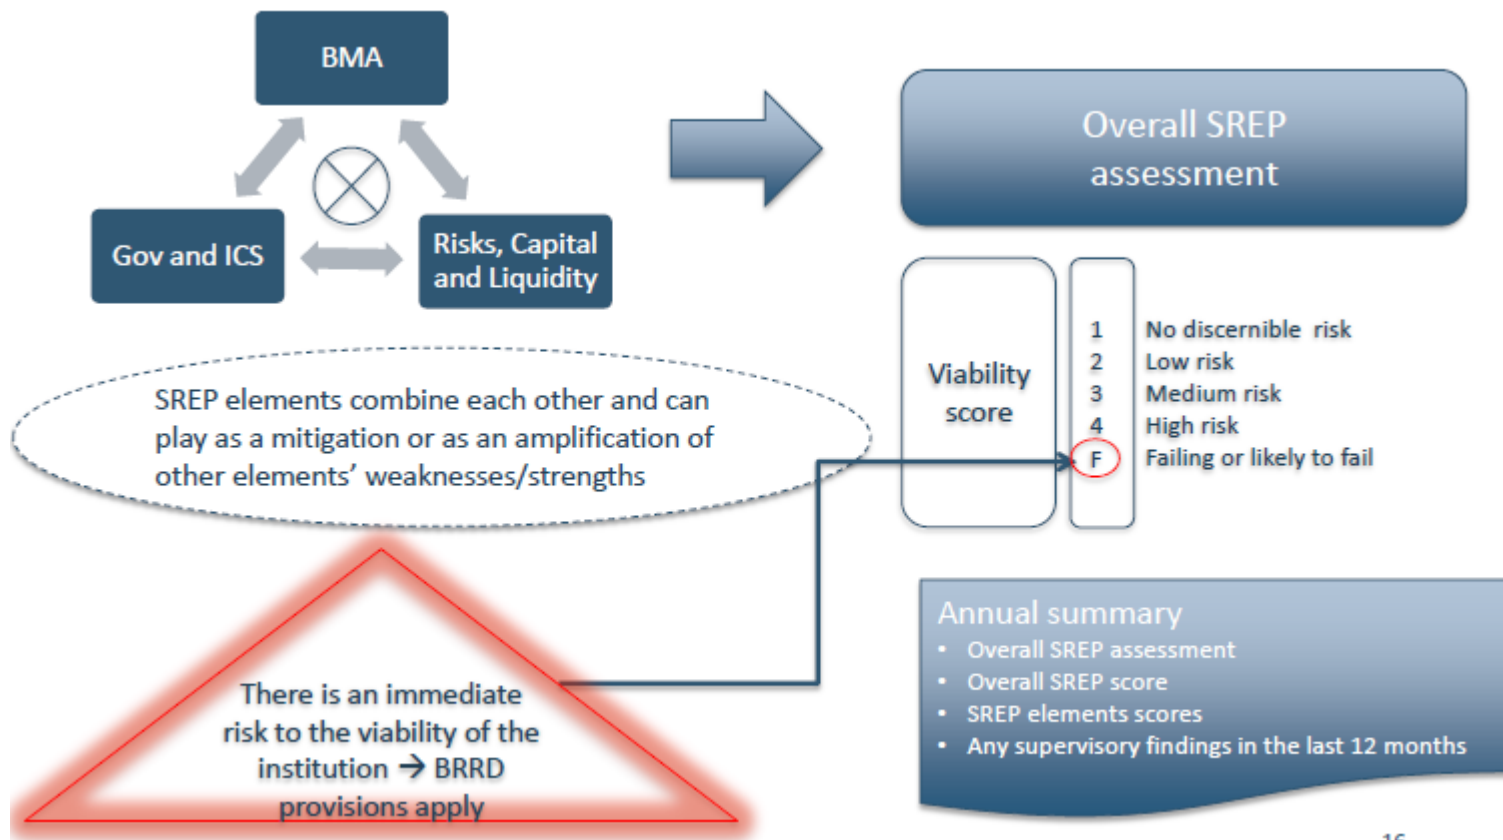 BMA
Gov and ICS
Risks, Capital
and Liquidity
Overall SREP
assessment
SREP elements combine each other and can
play as a mitigation or as an amplification of
other elements’ weaknesses/strengths
Viability
score
1 No discernible risk
2 Low risk
3 Medium risk
4 High risk
F Failing or likely to fail
There is an immediate
risk to the viability of the
institution → BRRD
provisions apply
Annual summary
• Overall SREP assessment
• Overall SREP score
• SREP elements scores
• Any supervisory findings in the last 12 months